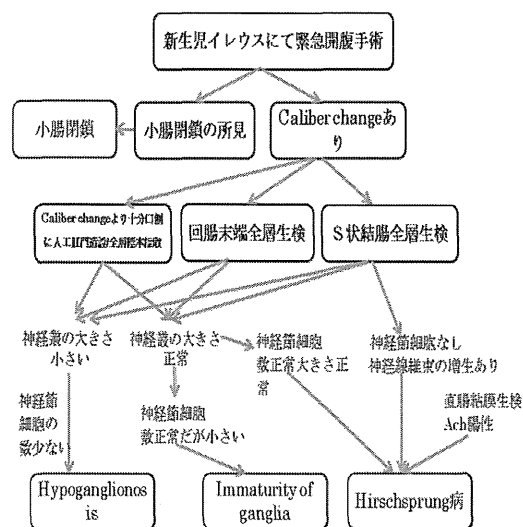 新生児イレウスにて緊急開腹手術
小腸閉鎖
小腸閉鎖の所見
Caliber changeあ
り
Caliber changeより十分口側
に人工肛門造設/全層標本採取
回腸末端全層生検
S状結腸全層生検
神経叢の大きさ
小さい
神経叢の大きさ
正常
神経節細胞
数正常大きさ正
常
神経節細胞なし
神経線維束の増生あり
神経節
細胞の
数少ない
神経節細胞
数正常だが小さい
直腸粘膜生検
Ach陽性
Hypoganglionos
is
Immaturity of
ganglia
Hirschsprung病